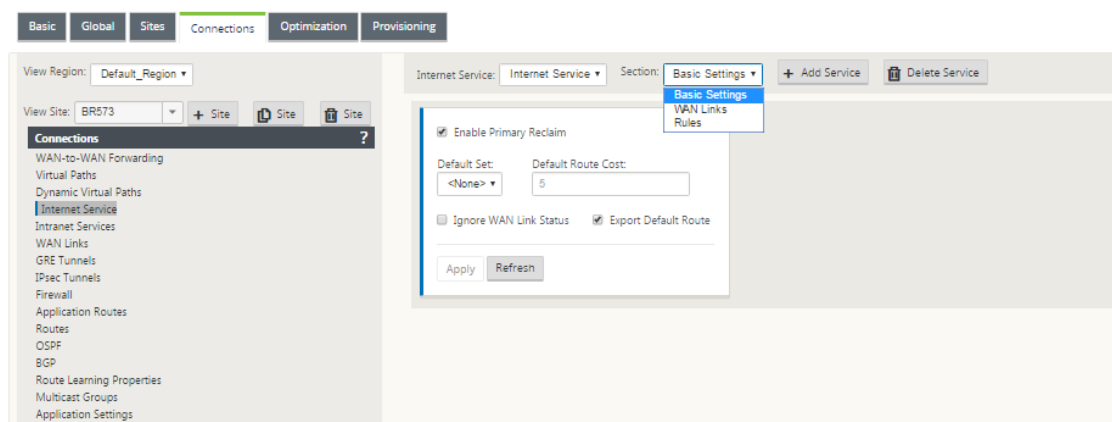 Basic Global Sites Connections Optimization Provisioning
View Region: Default_Region
Internet Service: Internet Service Section: Basic Settings + Add Service Delete Service
Basic Settings
WAN Links
Rules
View Site: BR573 + Site Site Site
Connections ?
WAN-to-WAN Forwarding
Virtual Paths
Dynamic Virtual Paths
Internet Service
Intranet Services
WAN Links
GRE Tunnels
IPsec Tunnels
Firewall
Application Routes
Routes
OSPF
BGP
Route Learning Properties
Multicast Groups
Application Settings
Enable Primary Reclaim
Default Set: Default Route Cost:
<None> 5
Ignore WAN Link Status Export Default Route
Apply Refresh